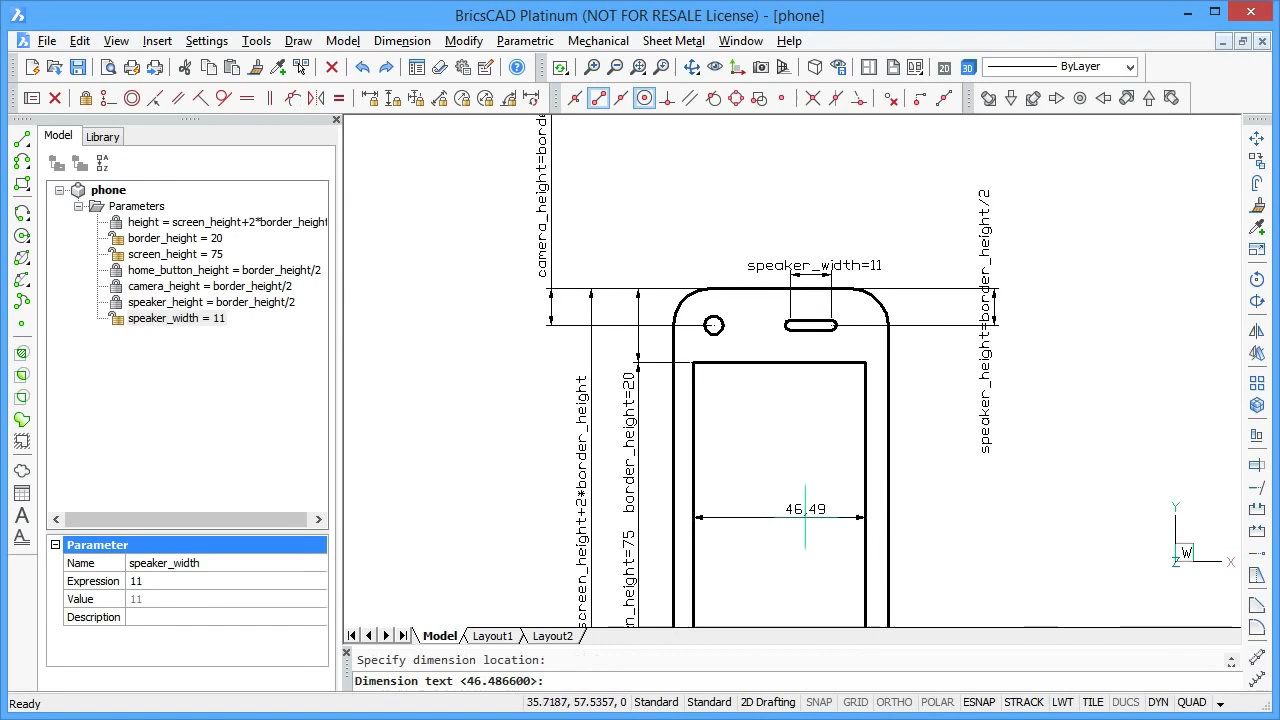 BricsCAD Platinum (NOT FOR RESALE License) - [phone]
File Edit View Insert Settings Tools Draw Model Dimension Modify Parametric Mechanical Sheet Metal Window Help
2D 3D ByLayer
Model Library
phone
Parameters
height = screen_height+2*border_height
border_height = 20
screen_height = 75
home_button_height = border_height/2
camera_height = border_height/2
speaker_height = border_height/2
speaker_width = 11
Parameter
Name speaker_width
Expression 11
Value 11
Description
camera_height=bor
speaker_width=11
speaker_height=border_height/2
screen_height+2*border_height
border_height=20
n_height=75
46,49
Y
W
Z X
Model Layout1 Layout2
Specify dimension location:
Dimension text <46.486600>:
Ready 35.7187, 57.5357, 0 Standard Standard 2D Drafting SNAP GRID ORTHO POLAR ESNAP STRACK LWT TILE DUCS DYN QUAD